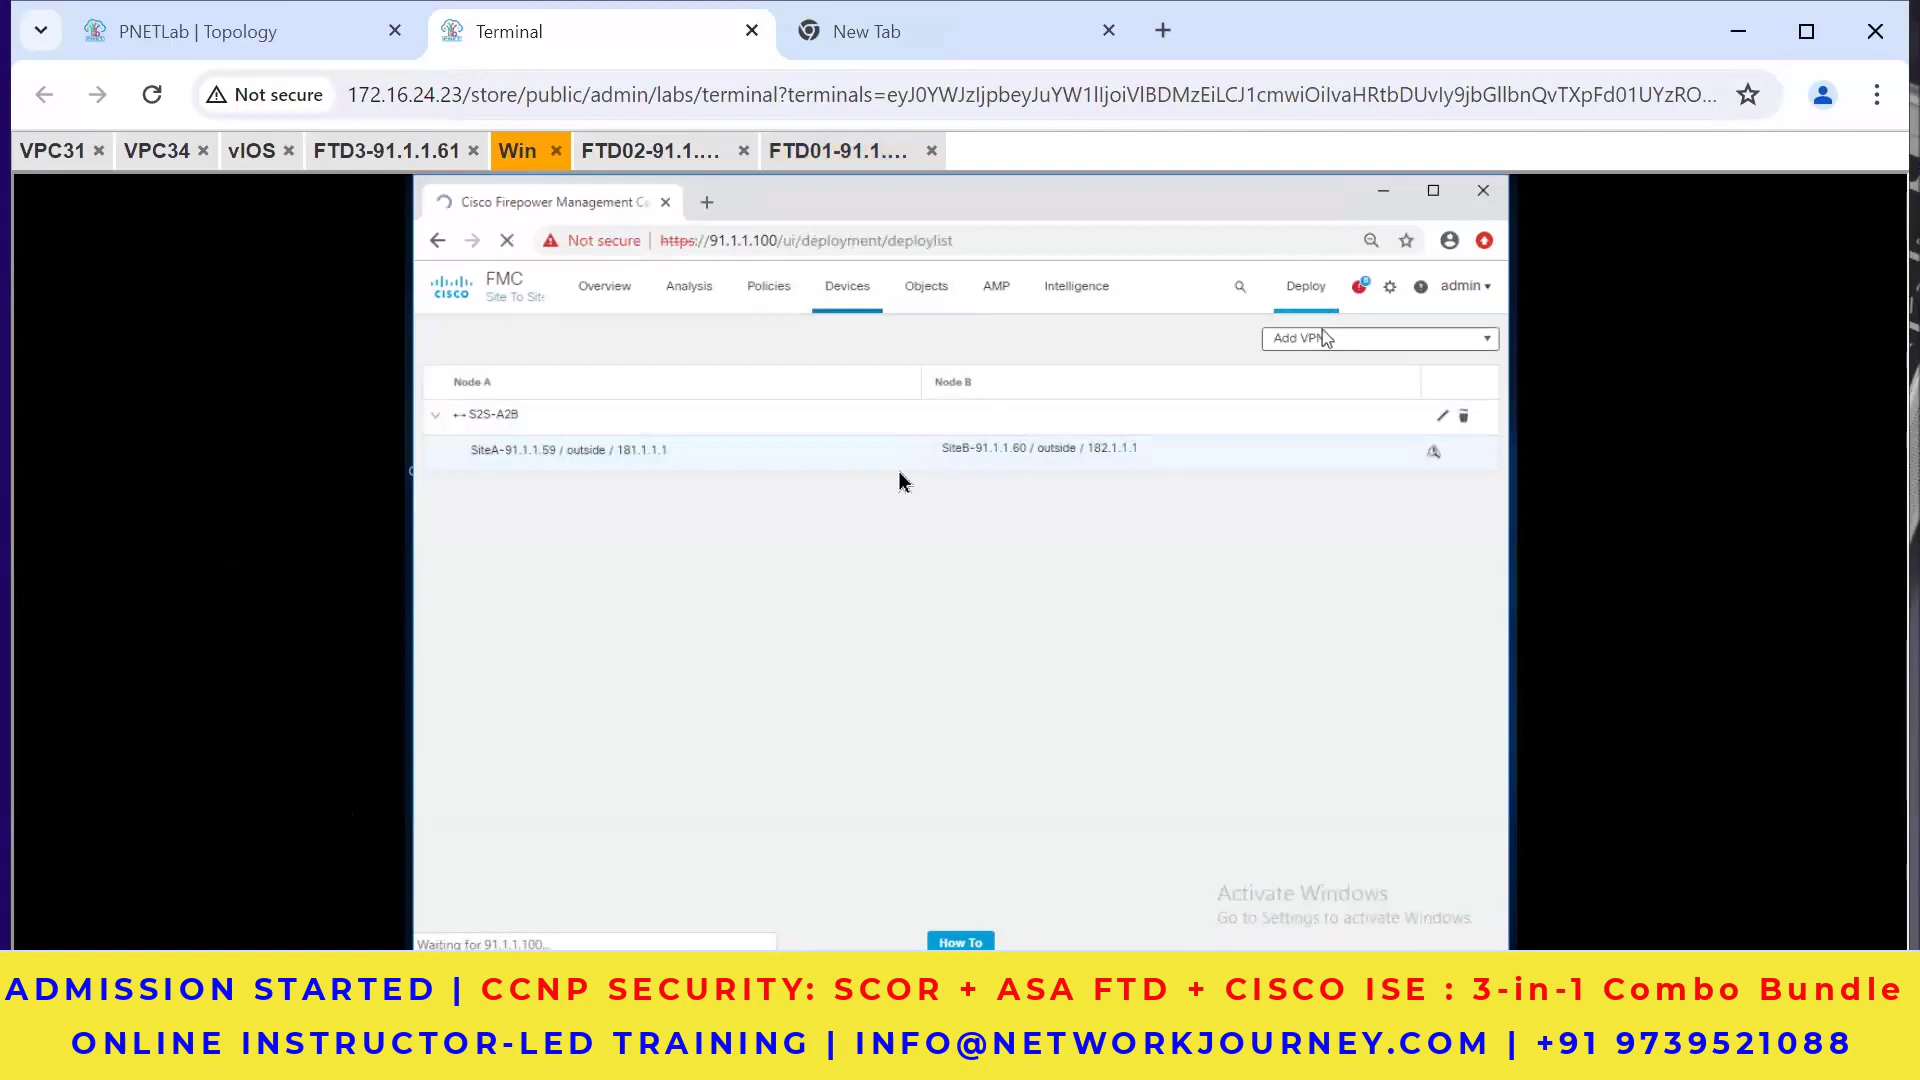 PNETLab | Topology
Terminal
New Tab
Not secure
172.16.24.23/store/public/admin/labs/terminal?terminals=eyJ0YWJzIjpbeyJuYW1lIjoiVlBDMzEiLCJ1cmwiOiIvaHRtbDUvIy9jbGllbnQvTXpFd01UYzRO...
VPC31
VPC34
vIOS
FTD3-91.1.1.61
Win
FTD02-91.1....
FTD01-91.1....
Cisco Firepower Management Ce
Not secure
https://91.1.1.100/ui/deployment/deploylist
CISCO
FMC
Site To Site
Overview
Analysis
Policies
Devices
Objects
AMP
Intelligence
Deploy
admin
Add VPN
Node A
Node B
S2S-A2B
SiteA-91.1.1.59 / outside / 181.1.1.1
SiteB-91.1.1.60 / outside / 182.1.1.1
Activate Windows
Go to Settings to activate Windows.
Waiting for 91.1.1.100...
How To
ADMISSION STARTED | CCNP SECURITY: SCOR + ASA FTD + CISCO ISE : 3-in-1 Combo Bundle
ONLINE INSTRUCTOR-LED TRAINING | INFO@NETWORKJOURNEY.COM | +91 9739521088